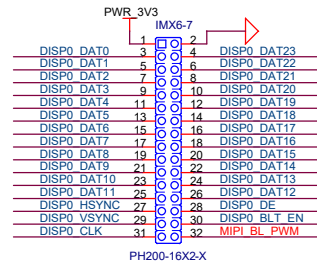 PWR_3V3
IMX6-7
1 2
DISP0_DAT0 3 4 DISP0_DAT23
DISP0_DAT1 5 6 DISP0_DAT22
DISP0_DAT2 7 8 DISP0_DAT21
DISP0_DAT3 9 10 DISP0_DAT20
DISP0_DAT4 11 12 DISP0_DAT19
DISP0_DAT5 13 14 DISP0_DAT18
DISP0_DAT6 15 16 DISP0_DAT17
DISP0_DAT7 17 18 DISP0_DAT16
DISP0_DAT8 19 20 DISP0_DAT15
DISP0_DAT9 21 22 DISP0_DAT14
DISP0_DAT10 23 24 DISP0_DAT13
DISP0_DAT11 25 26 DISP0_DAT12
DISP0_HSYNC 27 28 DISP0_DE
DISP0_VSYNC 29 30 DISP0_BLT_EN
DISP0_CLK 31 32 MIPI_BL_PWM
PH200-16X2-X